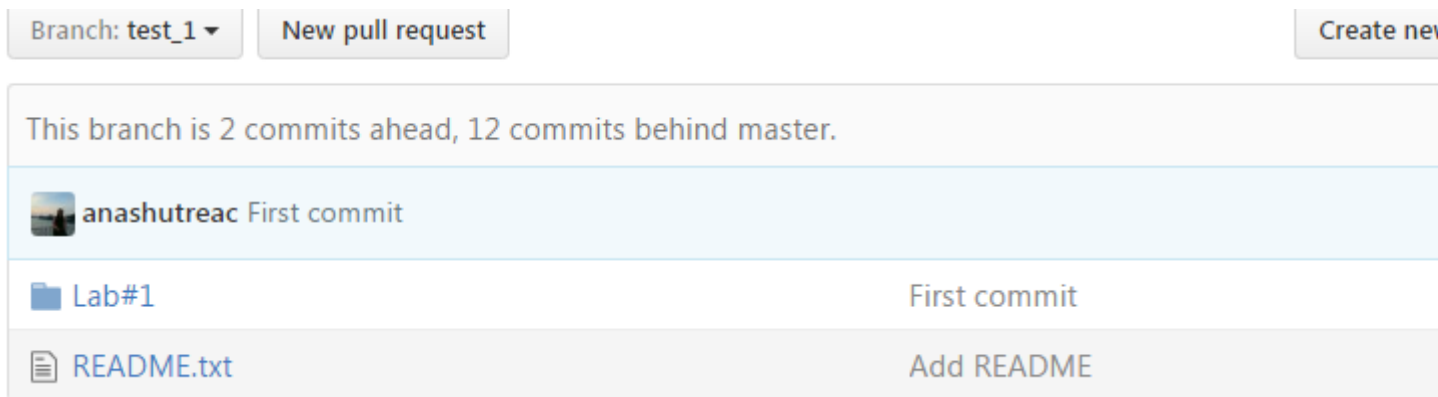 Branch: test_1 New pull request Create new
This branch is 2 commits ahead, 12 commits behind master.
anashutreac First commit
Lab#1 First commit
README.txt Add README